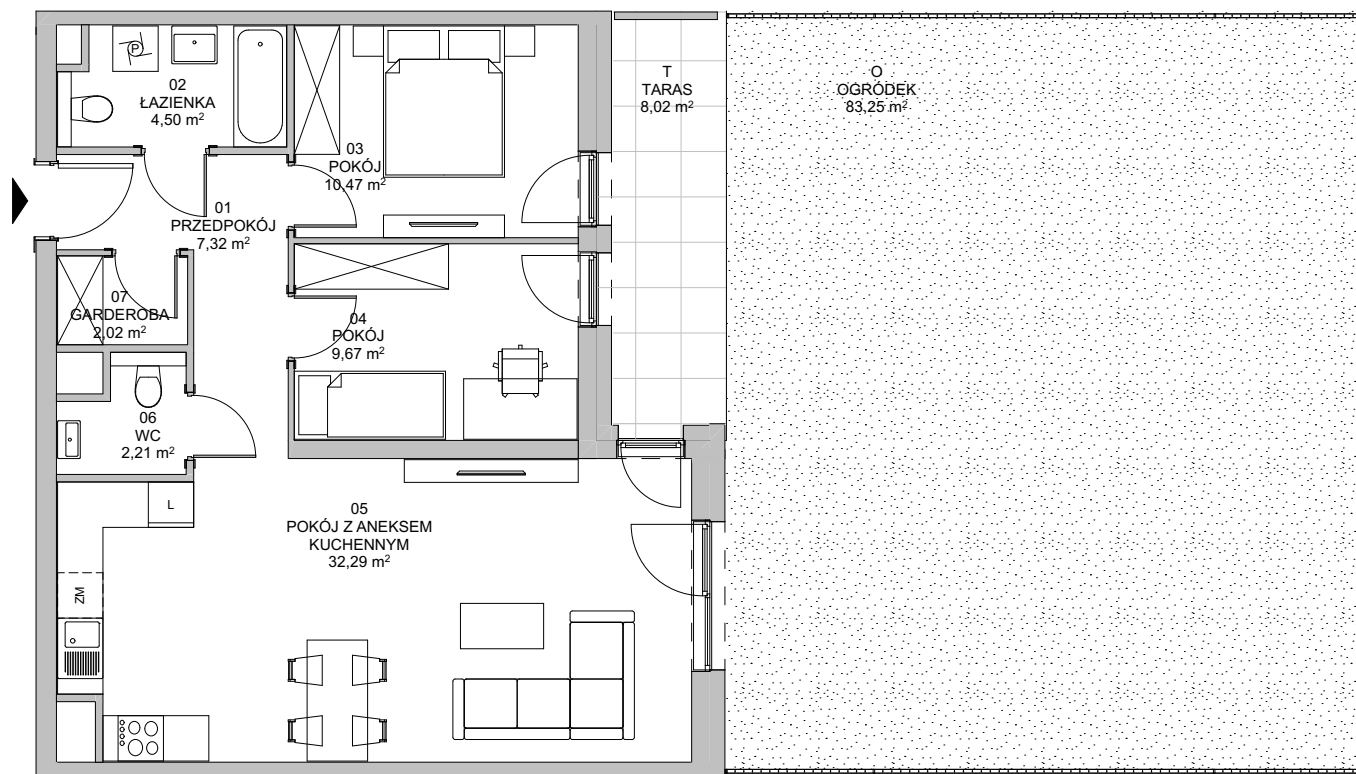 02
ŁAZIENKA
4,50 m²
P
03
POKÓJ
10,47 m²
T
TARAS
8,02 m²
O
OGRÓDEK
83,25 m²
01
PRZEDPOKÓJ
7,32 m²
07
GARDEROBA
2,02 m²
04
POKÓJ
9,67 m²
06
WC
2,21 m²
L
05
POKÓJ Z ANEKSEM
KUCHENNYM
32,29 m²
ZM